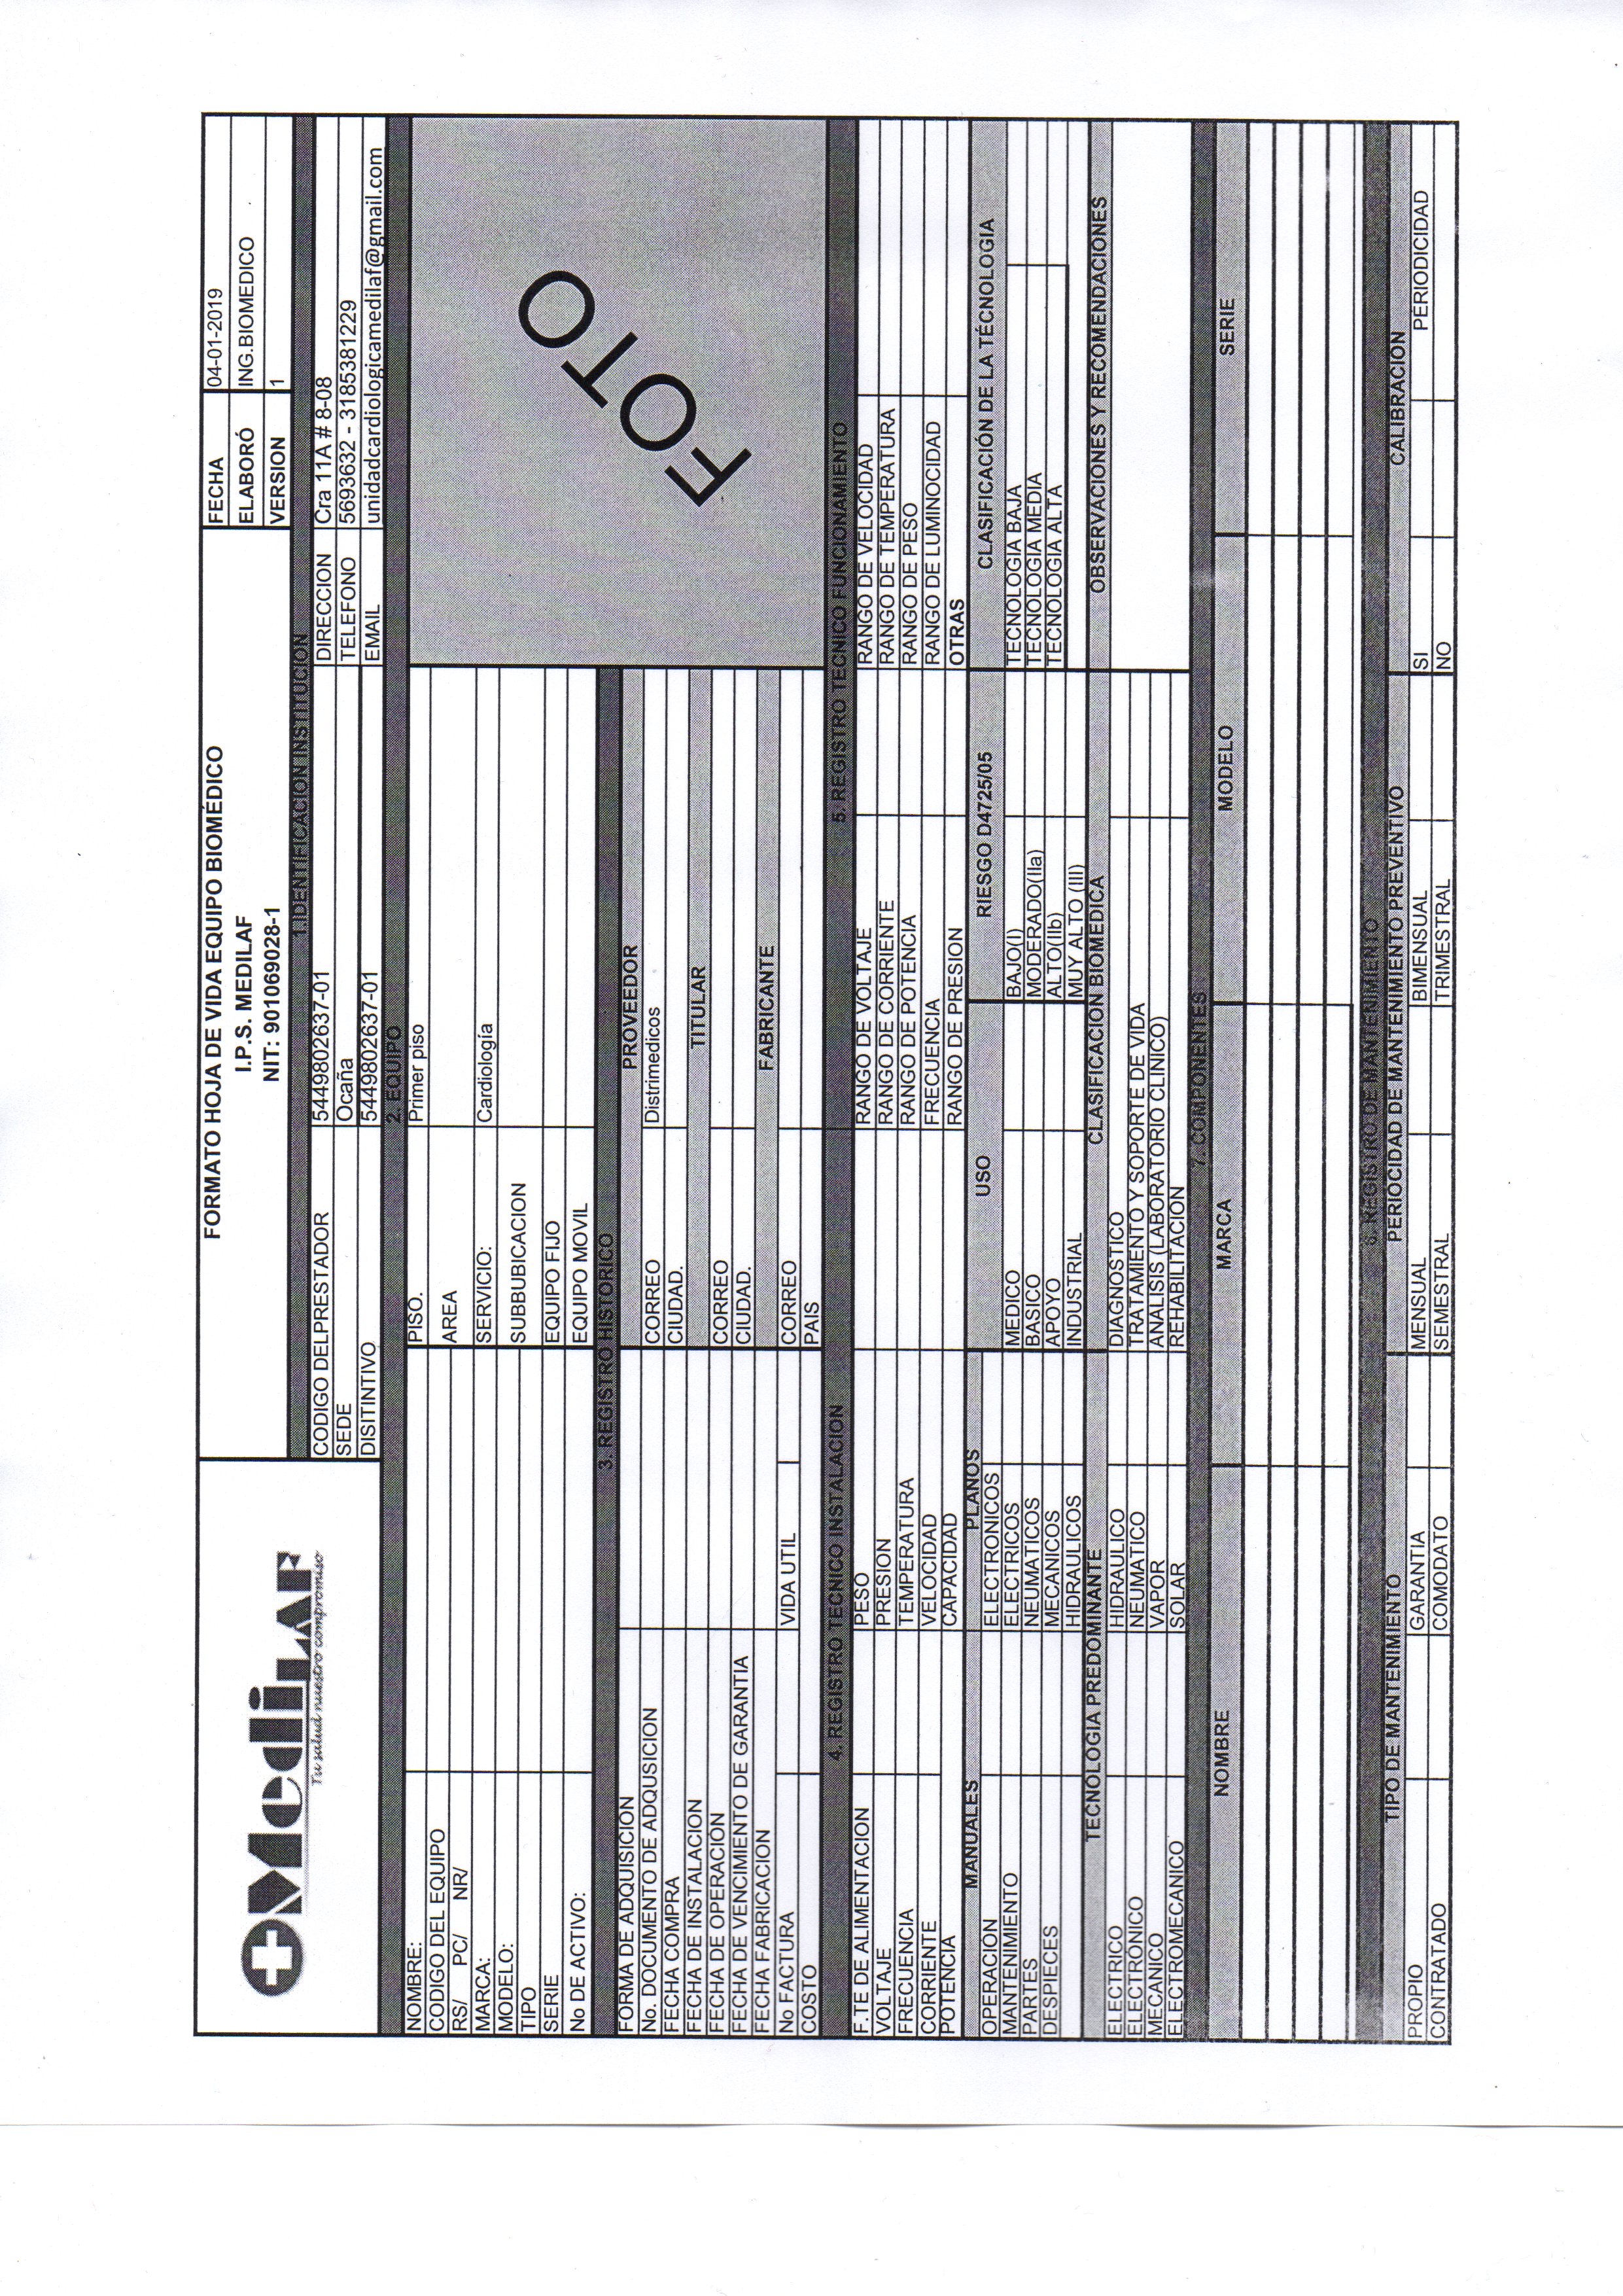 MediLAF
Tu salud nuestro compromiso
FORMATO HOJA DE VIDA EQUIPO BIOMÉDICO
I.P.S. MEDILAF
NIT: 901069028-1
FECHA 04-01-2019
ELABORÓ ING.BIOMEDICO
VERSION 1
1.IDENTIFICACION INSTITUCION
CODIGO DELPRESTADOR 5449802637-01 DIRECCION Cra 11A # 8-08
SEDE Ocaña TELEFONO 5693632 - 3185381229
DISITINTIVO 5449802637-01 EMAIL unidadcardiologicamedilaf@gmail.com
2. EQUIPO
NOMBRE: PISO. Primer piso
CODIGO DEL EQUIPO
AREA
RS/ PC/ NR/
MARCA: SERVICIO: Cardiología
MODELO:
SUBBUBICACION
TIPO
SERIE EQUIPO FIJO
No DE ACTIVO: EQUIPO MOVIL
FOTO
3. REGISTRO HISTORICO
FORMA DE ADQUISICION PROVEEDOR
No. DOCUMENTO DE ADQUSICION CORREO Distrimedicos
FECHA COMPRA CIUDAD.
FECHA DE INSTALACION TITULAR
FECHA DE OPERACIÓN CORREO
FECHA DE VENCIMIENTO DE GARANTIA CIUDAD.
FECHA FABRICACION FABRICANTE
No FACTURA VIDA UTIL CORREO
COSTO PAIS
4. REGISTRO TECNICO INSTALACION 5. REGISTRO TECNICO FUNCIONAMIENTO
F.TE DE ALIMENTACION PESO RANGO DE VOLTAJE RANGO DE VELOCIDAD
VOLTAJE PRESION RANGO DE CORRIENTE RANGO DE TEMPERATURA
FRECUENCIA TEMPERATURA RANGO DE POTENCIA RANGO DE PESO
CORRIENTE VELOCIDAD FRECUENCIA RANGO DE LUMINOCIDAD
POTENCIA CAPACIDAD RANGO DE PRESION OTRAS
MANUALES PLANOS USO RIESGO D4725/05 CLASIFICACIÓN DE LA TÉCNOLOGIA
OPERACIÓN ELECTRONICOS
MANTENIMIENTO ELECTRICOS MEDICO BAJO(I) TECNOLOGIA BAJA
PARTES NEUMATICOS BASICO MODERADO(IIa) TECNOLOGIA MEDIA
DESPIECES MECANICOS APOYO ALTO(IIb) TECNOLOGIA ALTA
HIDRAULICOS INDUSTRIAL MUY ALTO (III)
TECNOLOGIA PREDOMINANTE CLASIFICACION BIOMEDICA OBSERVACIONES Y RECOMENDACIONES
ELECTRICO HIDRAULICO DIAGNOSTICO
ELECTRÓNICO NEUMATICO TRATAMIENTO Y SOPORTE DE VIDA
MECANICO VAPOR ANALISIS (LABORATORIO CLINICO)
ELECTROMECANICO SOLAR REHABILITACION
7. COMPONENTES
NOMBRE MARCA MODELO SERIE
6. REGISTRO DE MANTENIMIENTO
TIPO DE MANTENIMIENTO PERIOCIDAD DE MANTENIMIENTO PREVENTIVO CALIBRACION
PROPIO GARANTIA MENSUAL BIMENSUAL SI PERIODICIDAD
CONTRATADO COMODATO SEMESTRAL TRIMESTRAL NO